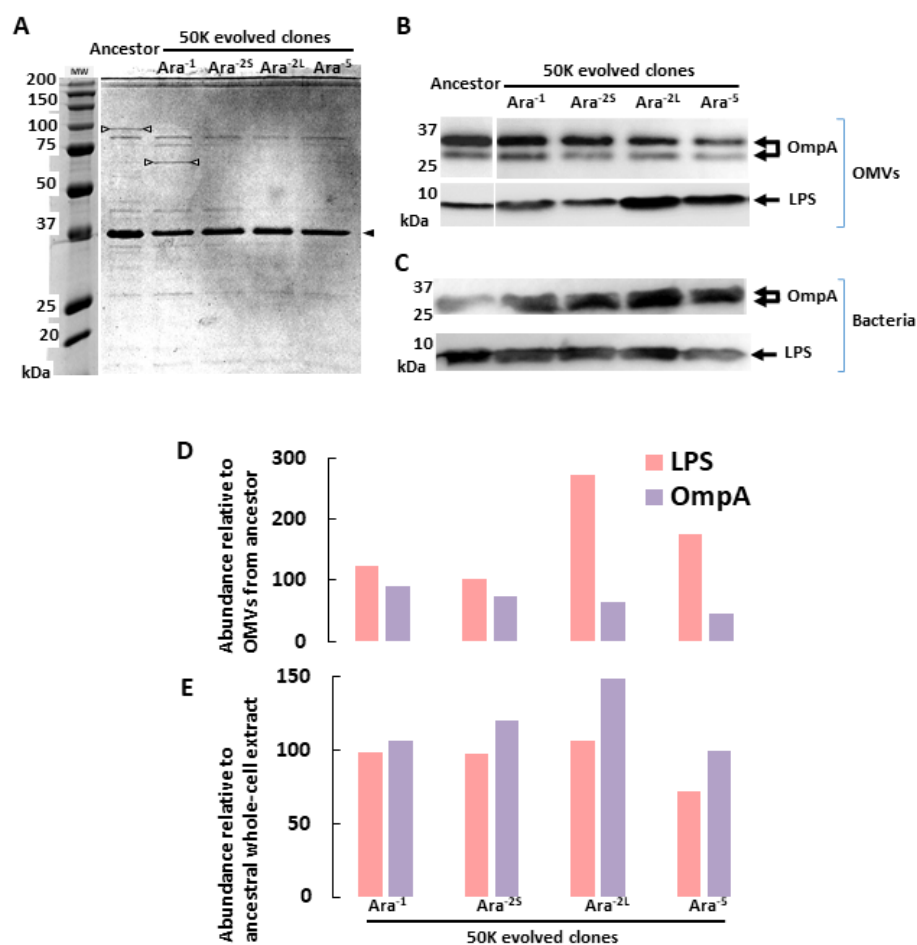 A
50K evolved clones
Ancestor
MW
Ara-1
Ara-2S
Ara-2L
Ara-5
200
150
100
75
50
37
25
20
kDa
B
50K evolved clones
Ancestor
Ara-1
Ara-2S
Ara-2L
Ara-5
37
25
OmpA
10
LPS
kDa
OMVs
C
37
25
OmpA
10
LPS
kDa
Bacteria
D
Abundance relative to
OMVs from ancestor
300
200
100
0
LPS
OmpA
E
Abundance relative to
ancestral whole-cell extract
150
100
50
0
Ara-1
Ara-2S
Ara-2L
Ara-5
50K evolved clones